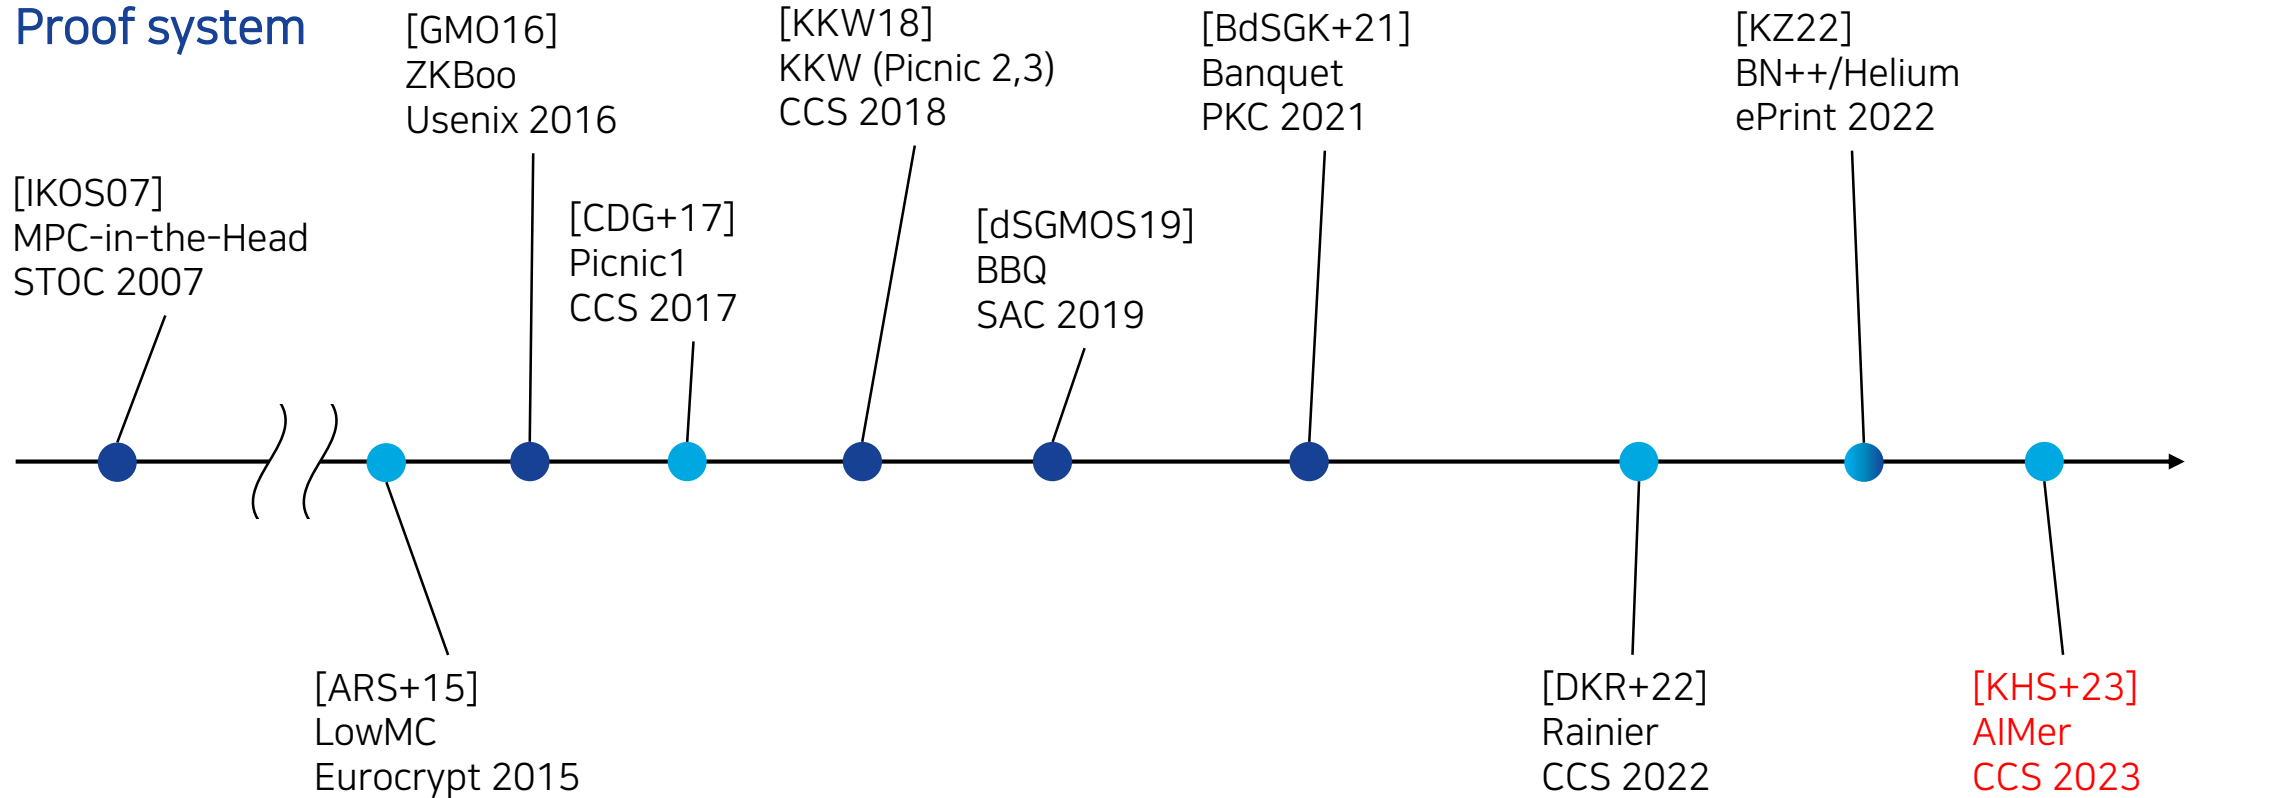 Proof system
[IKOS07]
MPC-in-the-Head
STOC 2007
[GMO16]
ZKBoo
Usenix 2016
[CDG+17]
Picnic1
CCS 2017
[KKW18]
KKW (Picnic 2,3)
CCS 2018
[dSGMOS19]
BBQ
SAC 2019
[BdSGK+21]
Banquet
PKC 2021
[KZ22]
BN++/Helium
ePrint 2022
[ARS+15]
LowMC
Eurocrypt 2015
[DKR+22]
Rainier
CCS 2022
[KHS+23]
AIMer
CCS 2023